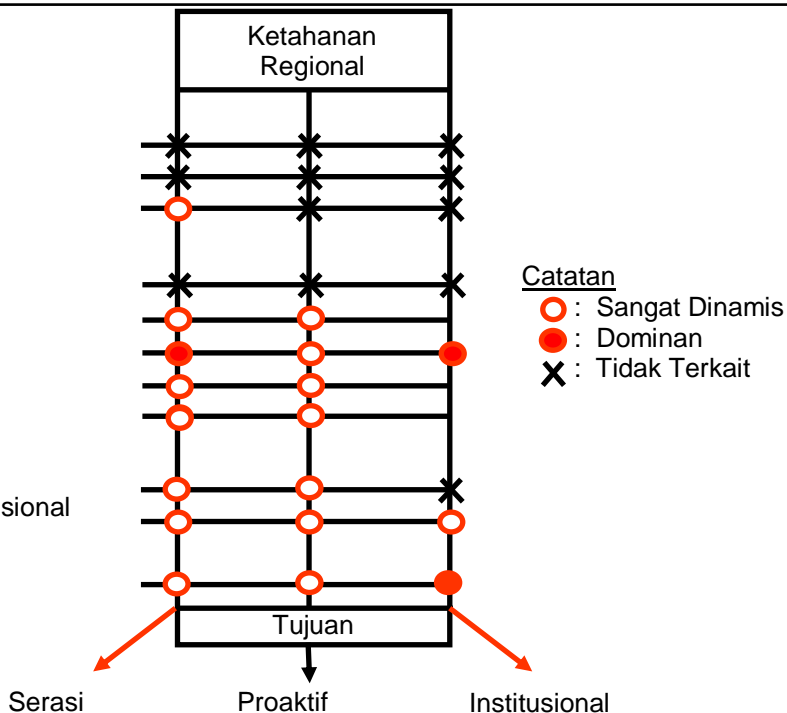 Ketahanan
Regional
Catatan
: Sangat Dinamis
: Dominan
: Tidak Terkait
sional
Tujuan
Serasi
Proaktif
Institusional